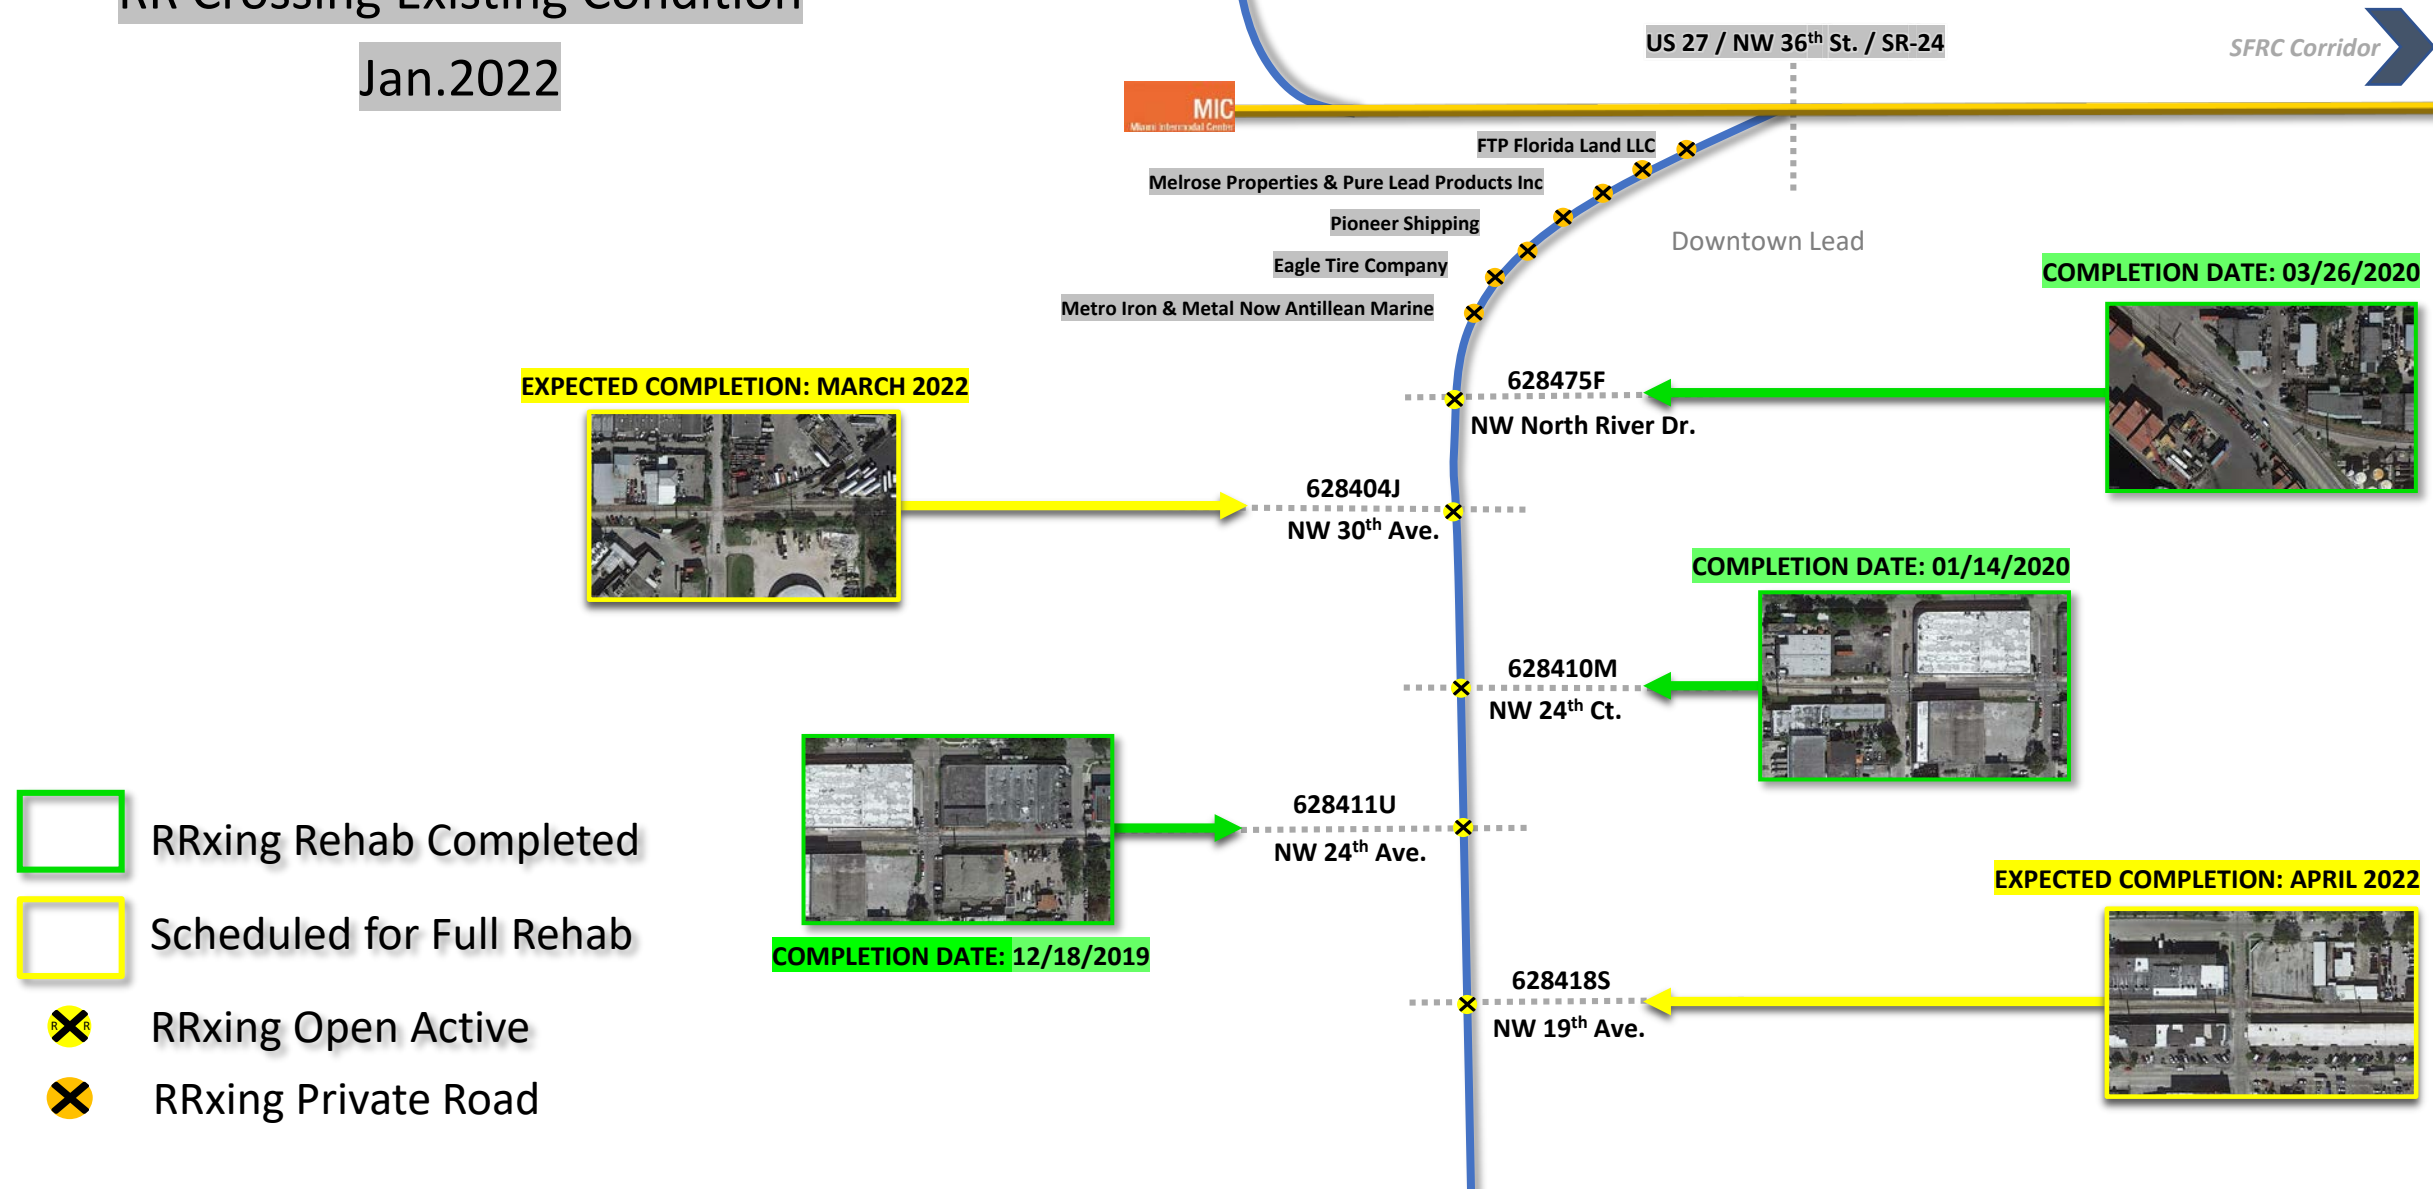 RR Crossing Existing Condition
Jan.2022
US 27 / NW 36th St. / SR-24
SFRC Corridor
MIC
Miami Intermodal Center
FTP Florida Land LLC
Melrose Properties & Pure Lead Products Inc
Pioneer Shipping
Downtown Lead
Eagle Tire Company
COMPLETION DATE: 03/26/2020
Metro Iron & Metal Now Antillean Marine
EXPECTED COMPLETION: MARCH 2022
628475F
NW North River Dr.
628404J
NW 30th Ave.
COMPLETION DATE: 01/14/2020
628410M
NW 24th Ct.
628411U
NW 24th Ave.
COMPLETION DATE: 12/18/2019
EXPECTED COMPLETION: APRIL 2022
628418S
NW 19th Ave.
RRxing Rehab Completed
Scheduled for Full Rehab
R R
RRxing Open Active
RRxing Private Road